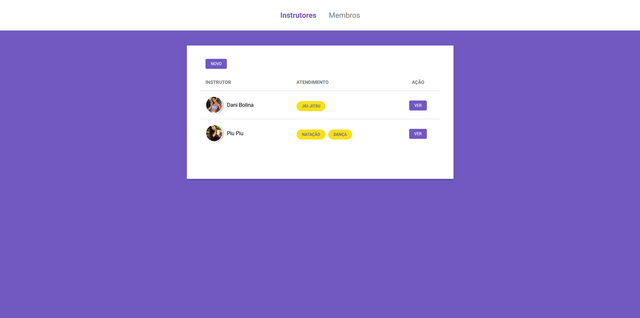 Instrutores Membros
NOVO
INSTRUTOR ATENDIMENTO AÇÃO
Dani Bolina JIU-JITSU VER
Piu Piu NATAÇÃO DANÇA VER